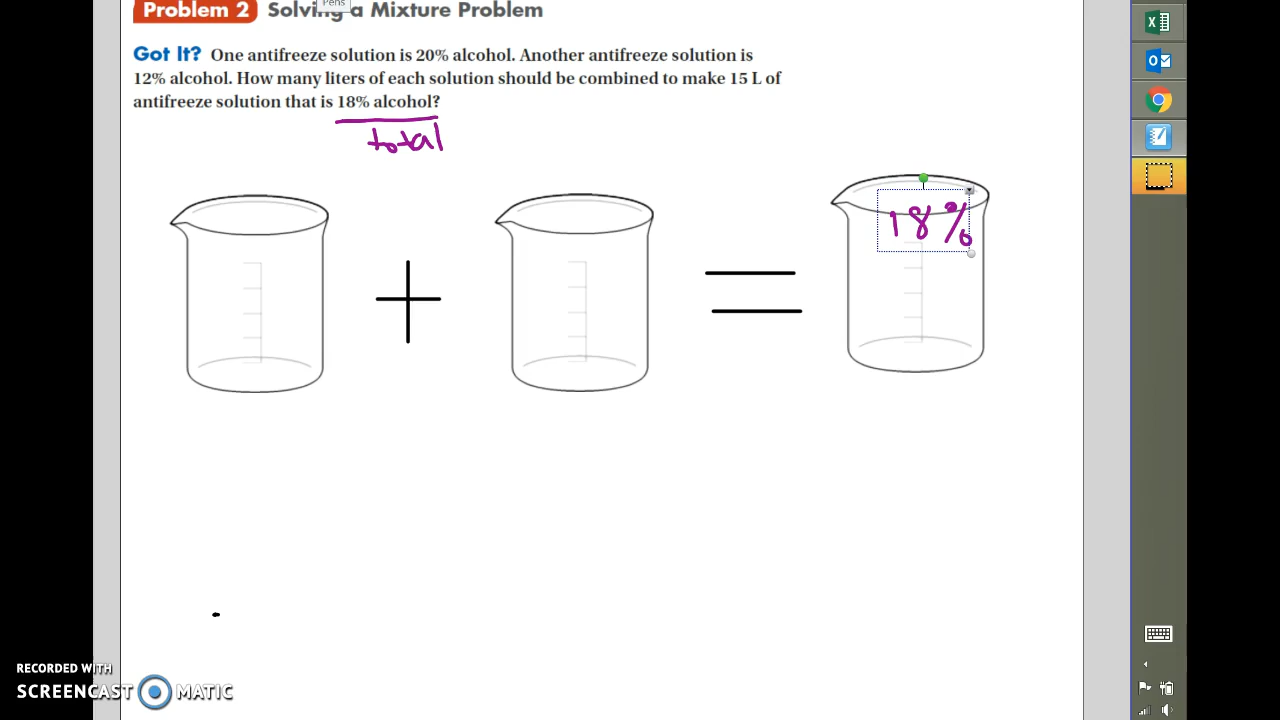 Pens
Problem 2 Solving a Mixture Problem
Got It? One antifreeze solution is 20% alcohol. Another antifreeze solution is
12% alcohol. How many liters of each solution should be combined to make 15 L of
antifreeze solution that is 18% alcohol?
total
18%
+
=
RECORDED WITH
SCREENCAST MATIC